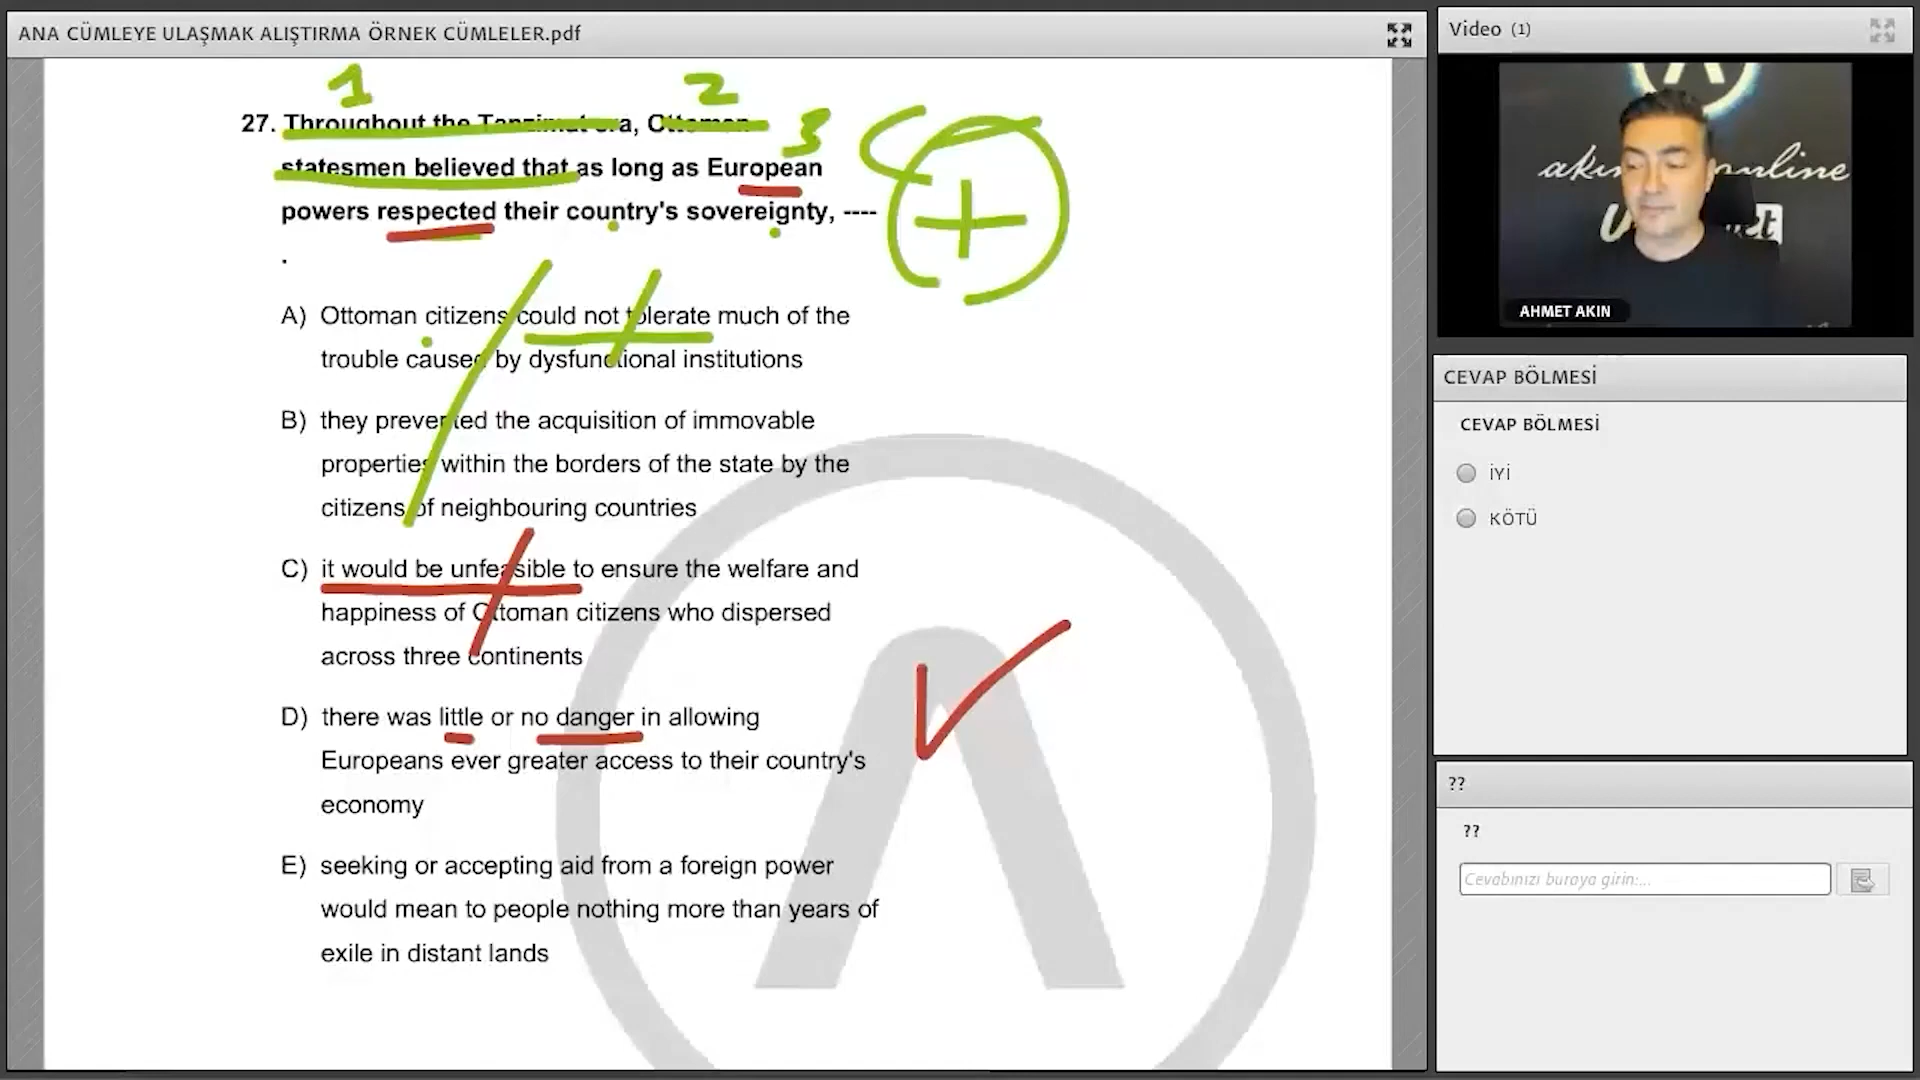 ANA CÜMLEYE ULAŞMAK ALIŞTIRMA ÖRNEK CÜMLELER.pdf
1 2
27. Throughout the Tanzimat era, Ottoman
3
statesmen believed that as long as European
powers respected their country's sovereignty, ----
.
A) Ottoman citizens could not tolerate much of the
trouble caused by dysfunctional institutions
B) they prevented the acquisition of immovable
properties within the borders of the state by the
citizens of neighbouring countries
C) it would be unfeasible to ensure the welfare and
happiness of Ottoman citizens who dispersed
across three continents
D) there was little or no danger in allowing
Europeans ever greater access to their country's
economy
E) seeking or accepting aid from a foreign power
would mean to people nothing more than years of
exile in distant lands
Video (1)
AHMET AKIN
CEVAP BÖLMESİ
CEVAP BÖLMESİ
İYİ
KÖTÜ
??
??
Cevabınızı buraya girin:...